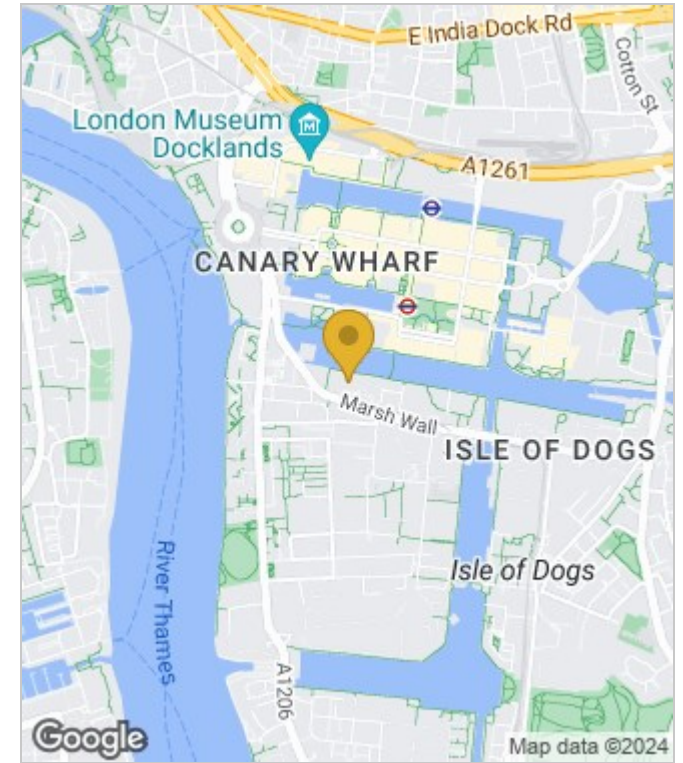 E India Dock Rd
Cotton St
London Museum
Docklands
A1261
CANARY WHARF
Marsh Wall
ISLE OF DOGS
Isle of Dogs
River Thames
A1206
Google
Map data ©2024